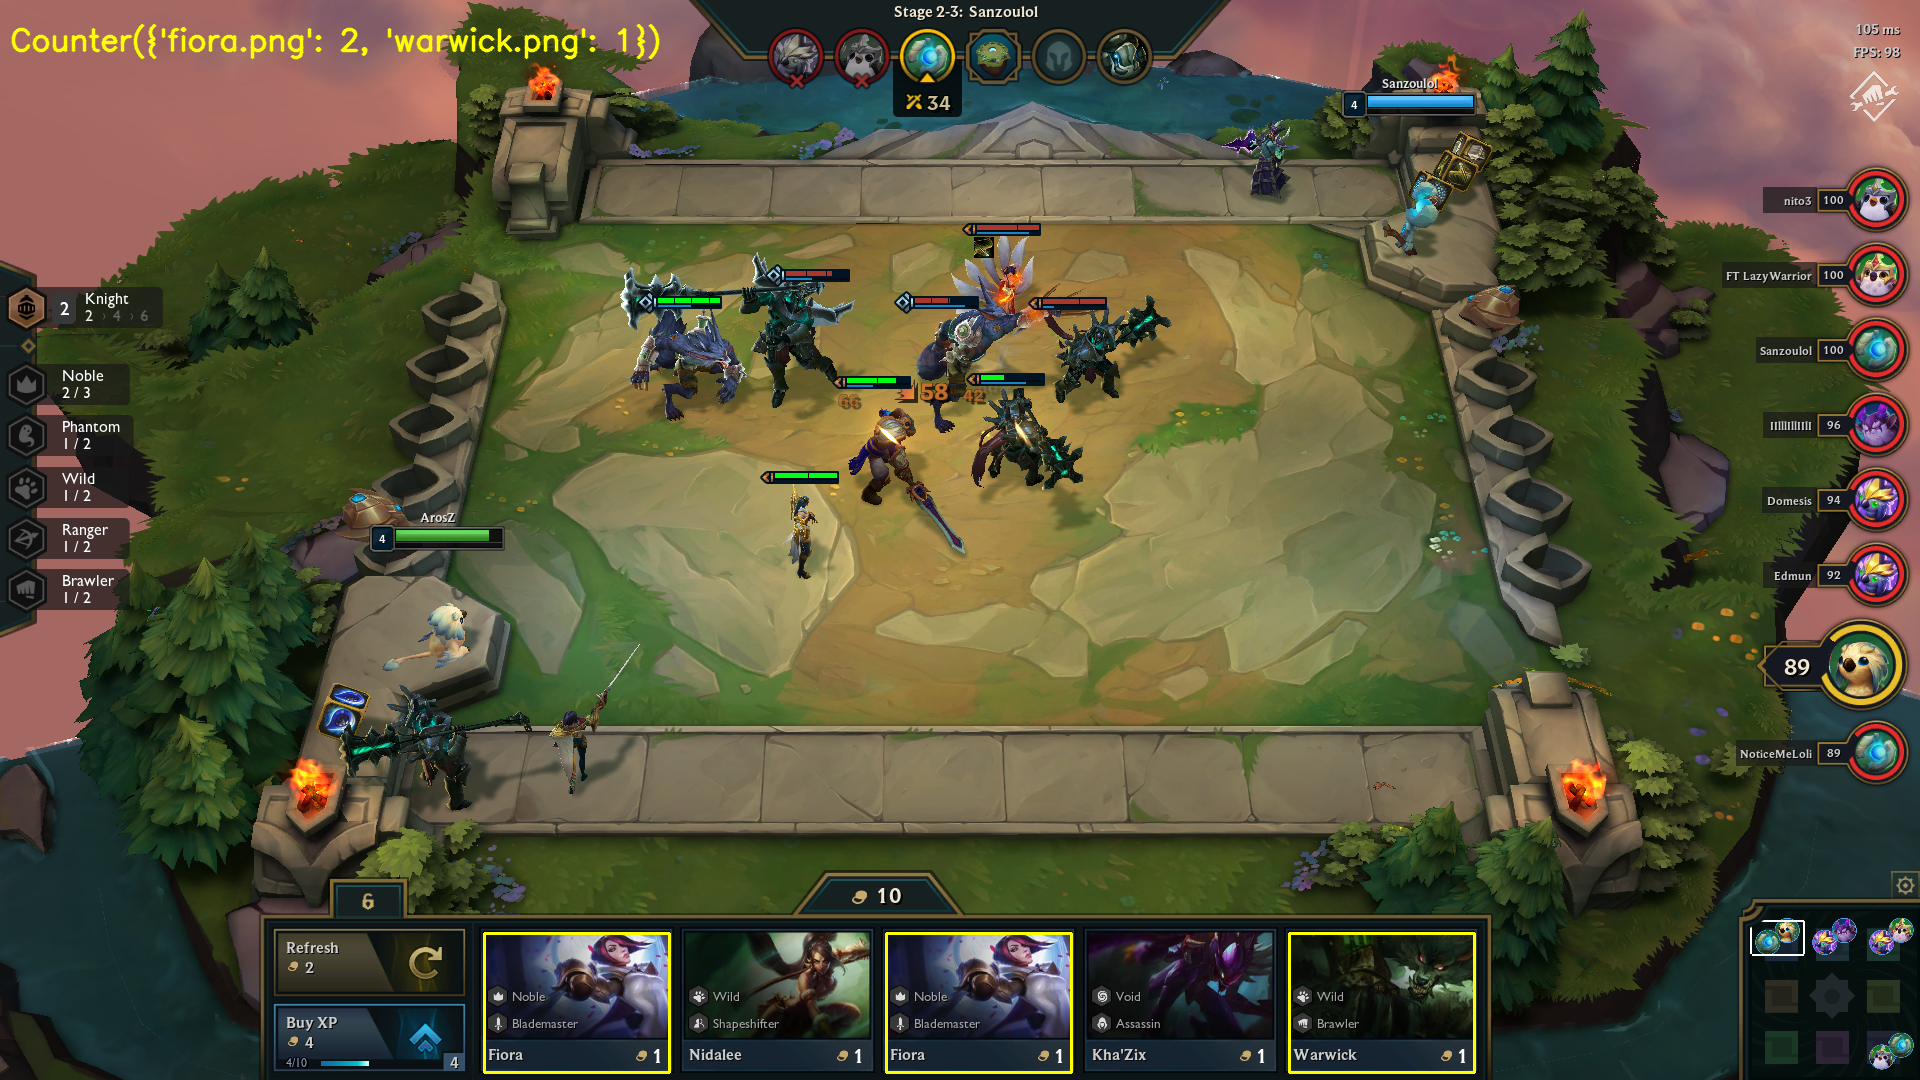 Counter({'fiora.png': 2, 'warwick.png': 1})
Stage 2-3: Sanzoulol
34
105 ms
FPS: 98
Sanzoulol
4
nito3 100
FT LazyWarrior 100
Sanzoulol 100
96
Domesis 94
Edmun 92
89
NoticeMeLoli 89
2 Knight
2 › 4 › 6
Noble
2 / 3
Phantom
1 / 2
Wild
1 / 2
Ranger
1 / 2
Brawler
1 / 2
66 58 42
ArosZ
4
6
10
Refresh
2
Buy XP
4
4/10 4
Noble
Blademaster
Fiora 1
Wild
Shapeshifter
Nidalee 1
Noble
Blademaster
Fiora 1
Void
Assassin
Kha'Zix 1
Wild
Brawler
Warwick 1